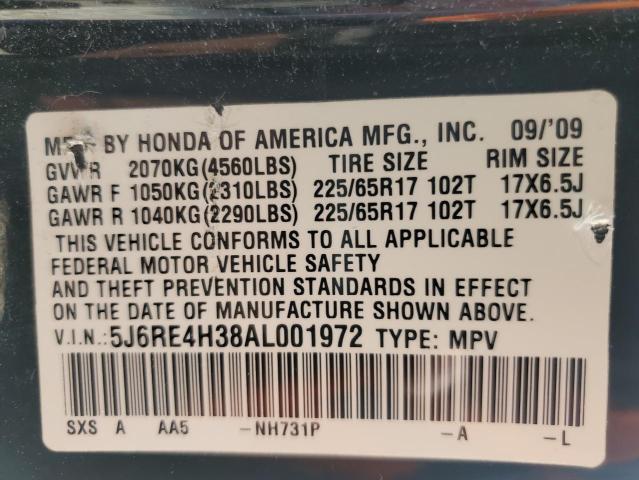 MFG BY HONDA OF AMERICA MFG., INC. 09/'09
GVWR 2070KG(4560LBS) TIRE SIZE RIM SIZE
GAWR F 1050KG(2310LBS) 225/65R17 102T 17X6.5J
GAWR R 1040KG(2290LBS) 225/65R17 102T 17X6.5J
THIS VEHICLE CONFORMS TO ALL APPLICABLE
FEDERAL MOTOR VEHICLE SAFETY
AND THEFT PREVENTION STANDARDS IN EFFECT
ON THE DATE OF MANUFACTURE SHOWN ABOVE.
V.I.N.:5J6RE4H38AL001972 TYPE: MPV
SXS A AA5 -NH731P -A -L